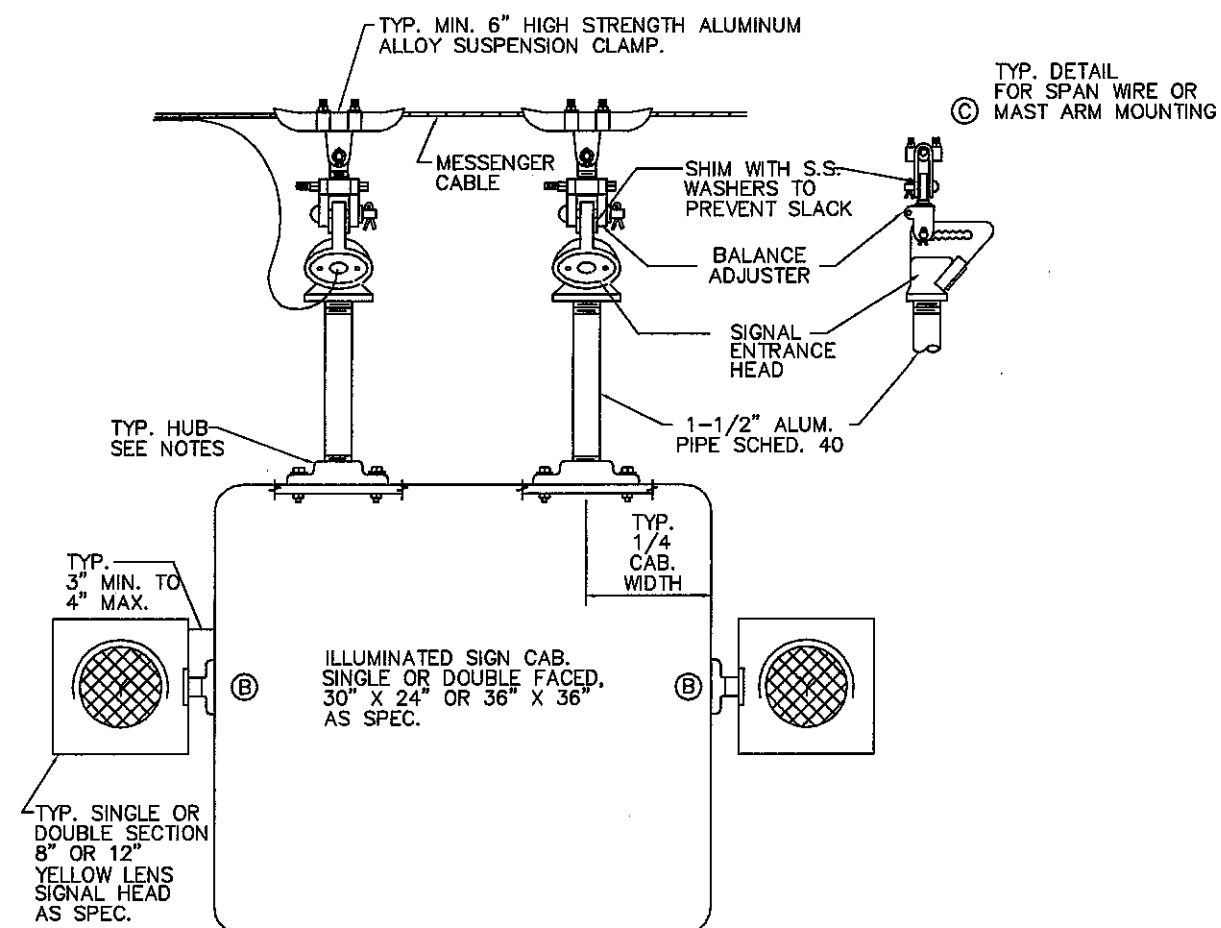 TYP. MIN. 6" HIGH STRENGTH ALUMINUM
ALLOY SUSPENSION CLAMP.
TYP. DETAIL
FOR SPAN WIRE OR
Ⓒ MAST ARM MOUNTING
MESSENGER
CABLE
SHIM WITH S.S.
WASHERS TO
PREVENT SLACK
BALANCE
ADJUSTER
SIGNAL
ENTRANCE
HEAD
1-1/2" ALUM.
PIPE SCHED. 40
TYP. HUB
SEE NOTES
TYP.
1/4
CAB.
WIDTH
TYP.
3" MIN. TO
4" MAX.
Ⓑ
ILLUMINATED SIGN CAB.
SINGLE OR DOUBLE FACED,
30" X 24" OR 36" X 36"
AS SPEC.
Ⓑ
TYP. SINGLE OR
DOUBLE SECTION
8" OR 12"
YELLOW LENS
SIGNAL HEAD
AS SPEC.